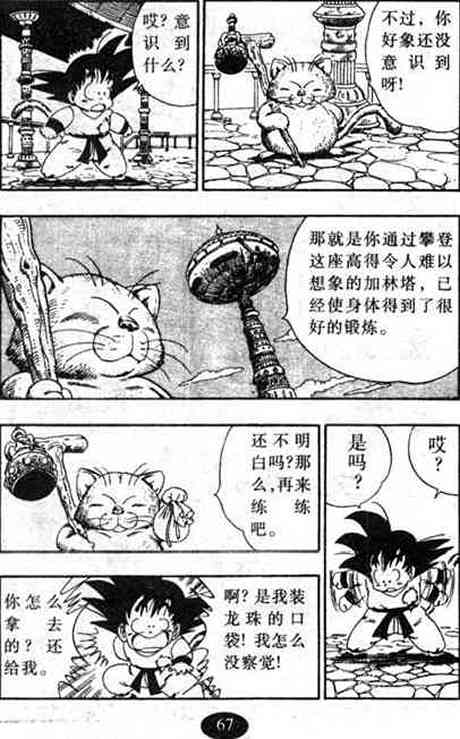 不过，你
好象还没
意识到
呀！
哎？意
识到
什么？
那就是你通过攀登
这座高得令人难以
想象的加林塔，已
经使身体得到了很
好的锻炼。
哎？
是吗？
还不明
白吗？那
么，再来
练练
吧。
啊？是我装
龙珠的口
袋！我怎么
没察觉！
你怎么
拿去
的？还
给我。
67